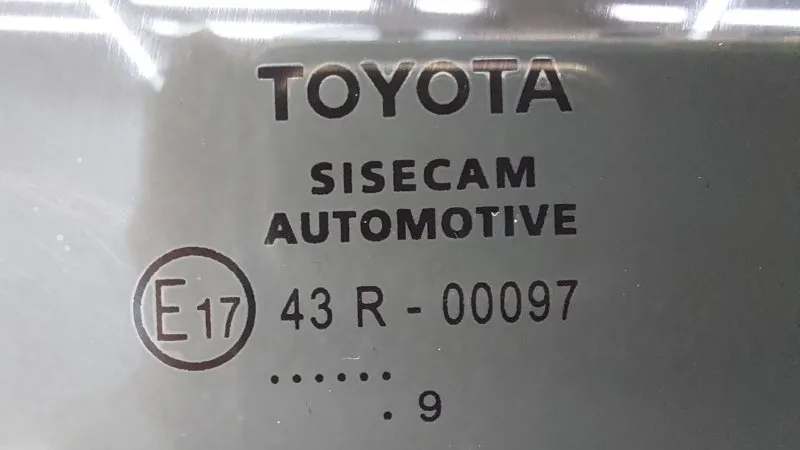 TOYOTA
SISECAM
AUTOMOTIVE
E17 43 R - 00097
......
. 9